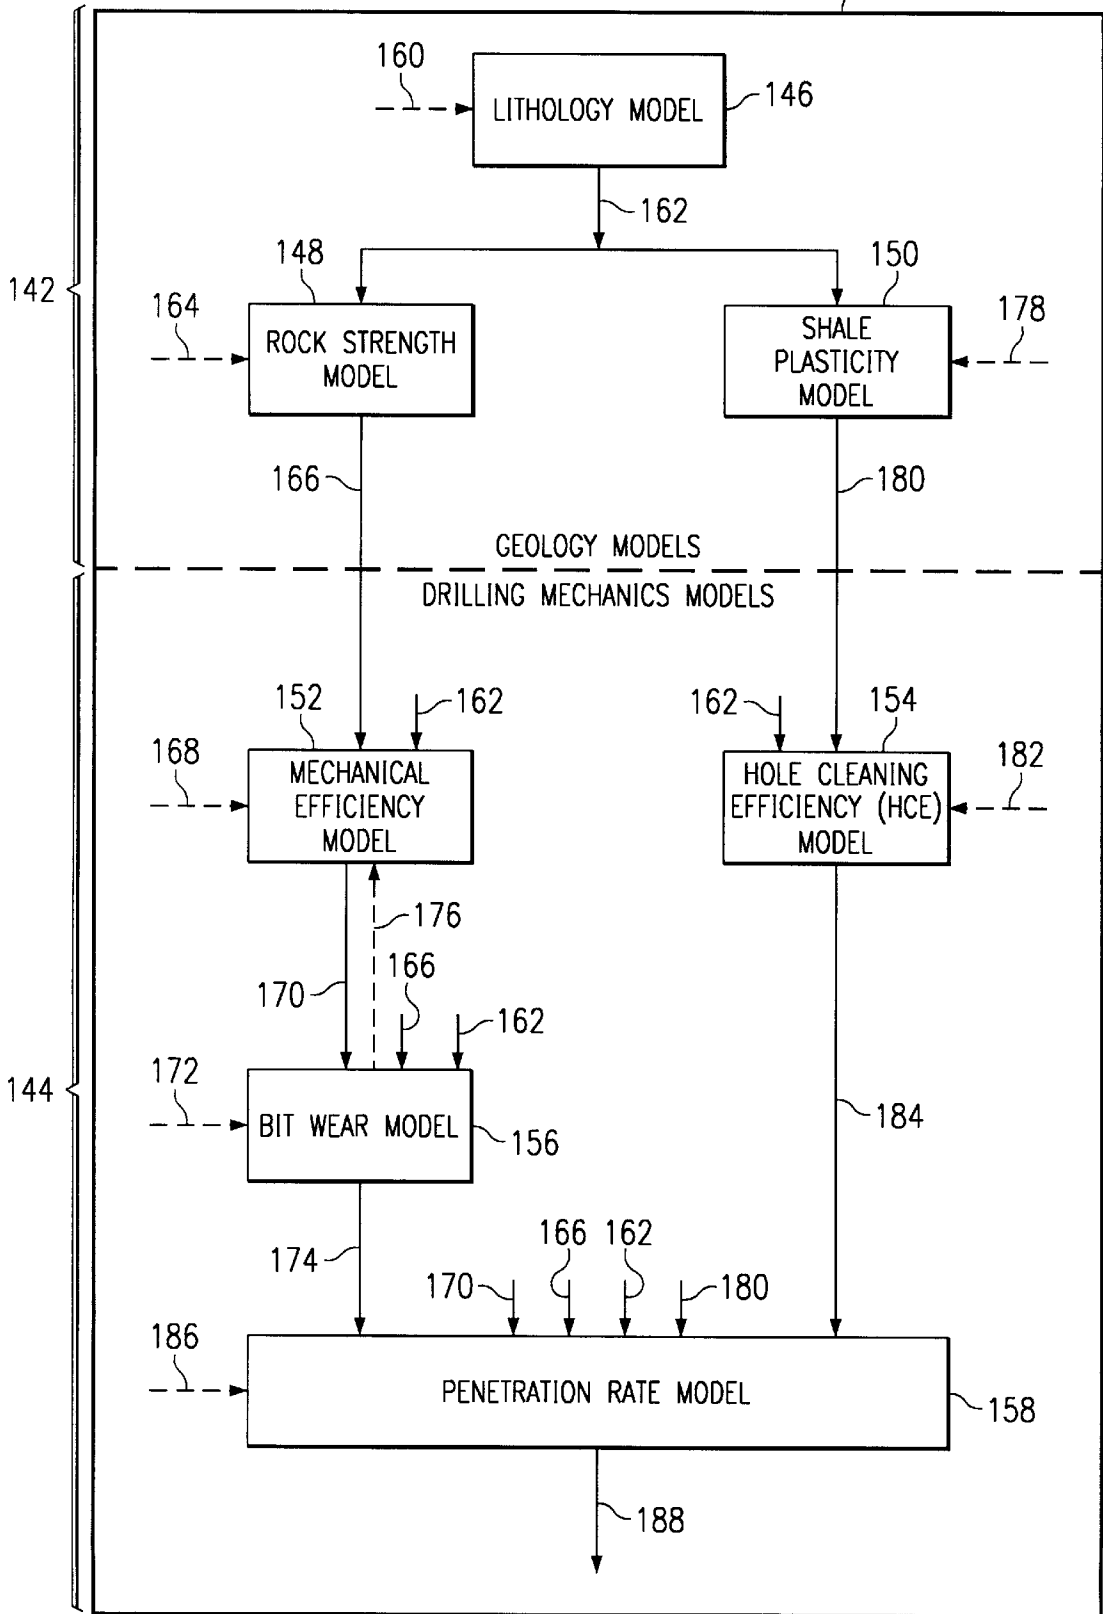 160
LITHOLOGY MODEL
146
162
148
150
142
164
ROCK STRENGTH
MODEL
SHALE
PLASTICITY
MODEL
178
166
180
GEOLOGY MODELS
DRILLING MECHANICS MODELS
152
162
162
154
168
MECHANICAL
EFFICIENCY
MODEL
HOLE CLEANING
EFFICIENCY (HCE)
MODEL
182
176
166
170
162
144
172
BIT WEAR MODEL
156
184
174
170
166
162
180
186
PENETRATION RATE MODEL
158
188